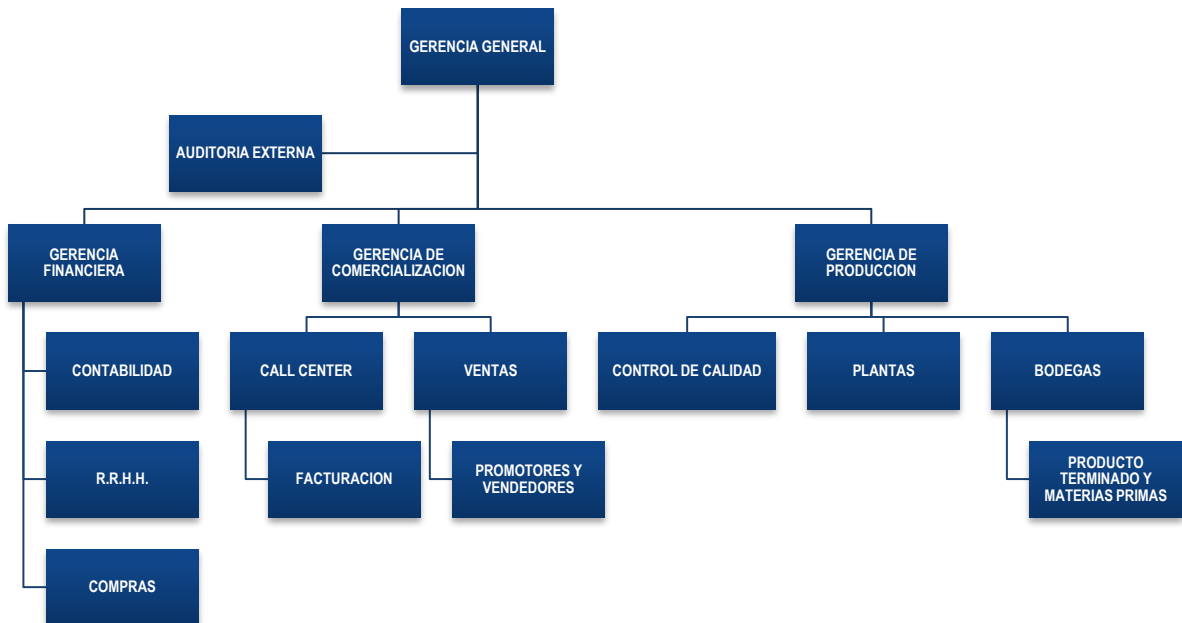 GERENCIA GENERAL
AUDITORIA EXTERNA
GERENCIA
FINANCIERA
GERENCIA DE
COMERCIALIZACION
GERENCIA DE
PRODUCCION
CONTABILIDAD
CALL CENTER
VENTAS
CONTROL DE CALIDAD
PLANTAS
BODEGAS
R.R.H.H.
FACTURACION
PROMOTORES Y
VENDEDORES
PRODUCTO
TERMINADO Y
MATERIAS PRIMAS
COMPRAS